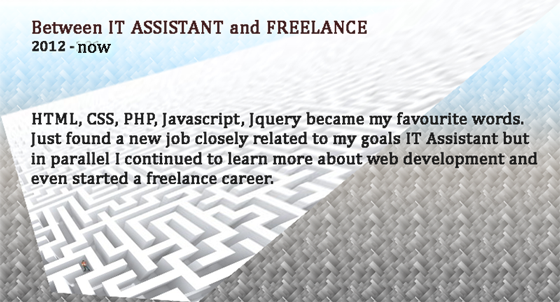 Between IT ASSISTANT and FREELANCE
2012 - now
HTML, CSS, PHP, Javascript, Jquery became my favourite words.
Just found a new job closely related to my goals IT Assistant but
in parallel I continued to learn more about web development and
even started a freelance career.